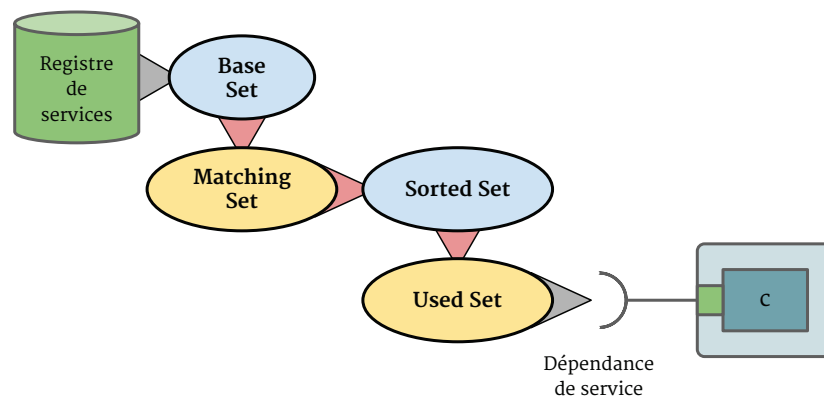 Registre
de
services
Base
Set
Matching
Set
Sorted Set
Used Set
C
Dépendance
de service